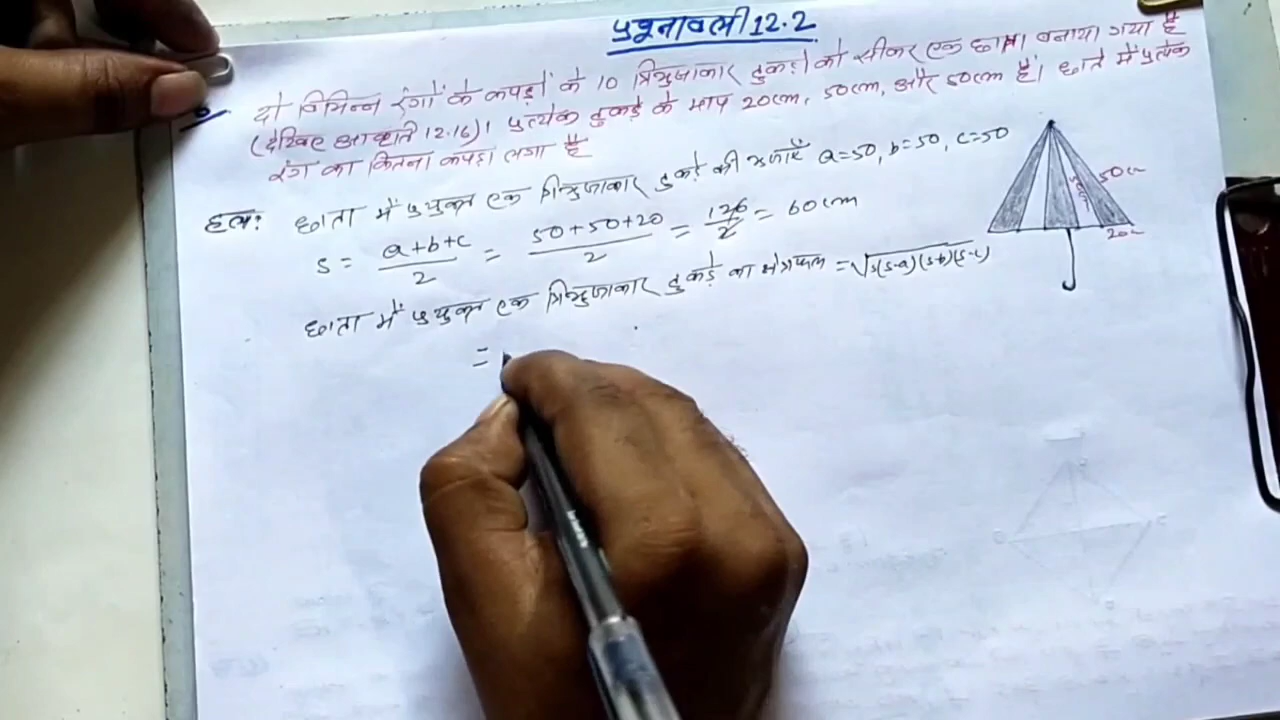 प्रश्नावली 12.2
दो विभिन्न रंगों के कपड़ों के 10 त्रिभुजाकार टुकड़ों को सीकर एक छाता बनाया गया है
(देखिए आकृति 12.16)। प्रत्येक टुकड़े के माप 20cm, 50cm, और 50cm हैं। छाते में प्रत्येक
रंग का कितना कपड़ा लगा है
हल: छाता में प्रयुक्त एक त्रिभुजाकार टुकड़े की भुजाएँ a=50, b=50, c=50
s = a+b+c/2 = 50+50+20/2 = 120/2 = 60cm
छाता में प्रयुक्त एक त्रिभुजाकार टुकड़े का क्षेत्रफल = √s(s-a)(s-b)(s-c)
=
50c
20c